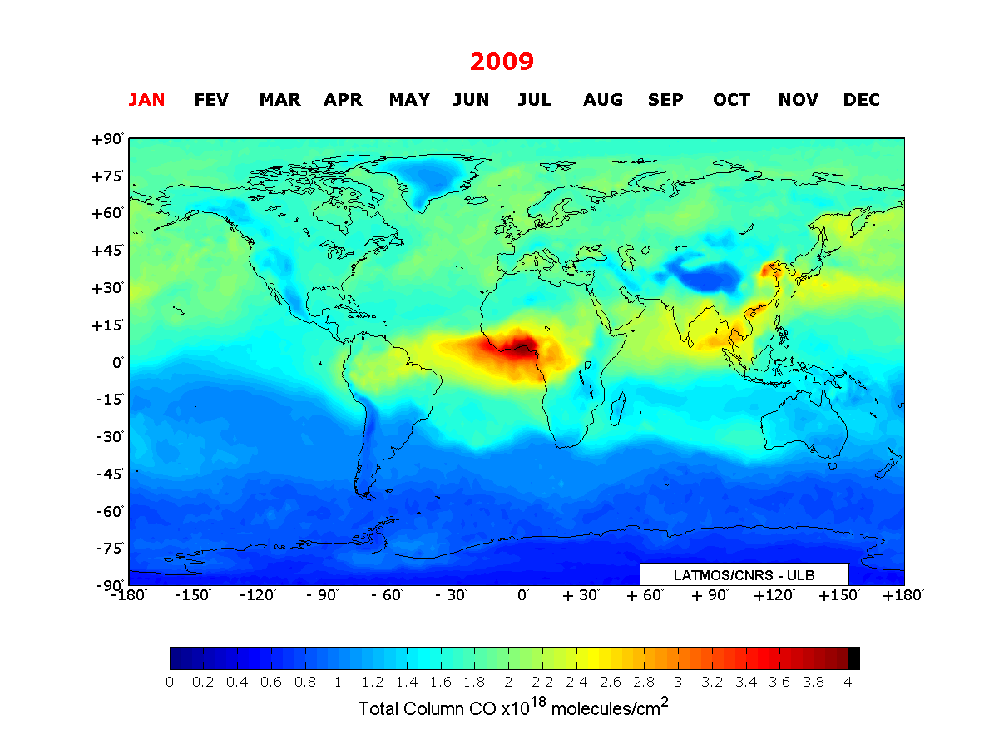 2009
JAN FEV MAR APR MAY JUN JUL AUG SEP OCT NOV DEC
+90°
+75°
+60°
+45°
+30°
+15°
0°
-15°
-30°
-45°
-60°
-75°
-90°
LATMOS/CNRS - ULB
-180° -150° -120° - 90° - 60° - 30° 0° + 30° + 60° + 90° +120° +150° +180°
0 0.2 0.4 0.6 0.8 1 1.2 1.4 1.6 1.8 2 2.2 2.4 2.6 2.8 3 3.2 3.4 3.6 3.8 4
Total Column CO x10¹⁸ molecules/cm²